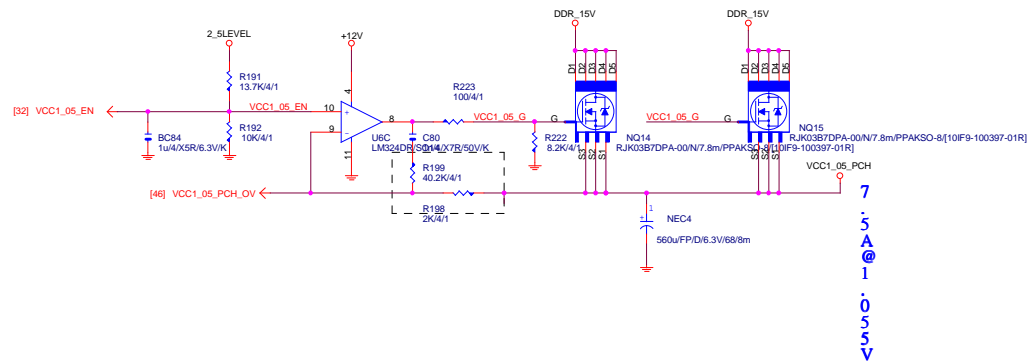 DDR_15V
DDR_15V
2_5LEVEL
+12V
D1
D2
D3
D4
D5
D1
D2
D3
D4
D5
R191
13.7K/4/1
R223
100/4/1
4
[32] VCC1_05_EN
VCC1_05_EN
10
+
8
VCC1_05_G
G
VCC1_05_G
G
9
-
BC84
1u/4/X5R/6.3V/K
R192
10K/4/1
11
U6C
LM324DR/SO14
C80
R222
8.2K/4/1
S3
S2
S1
NQ14
RJK03B7DPA-00/N/7.8m/PPAKSO-8/[10IF9-100397-01R]
S3
S2
S1
NQ15
RJK03B7DPA-00/N/7.8m/PPAKSO-8/[10IF9-100397-01R]
R199
40.2K/4/1
VCC1_05_PCH
[46] VCC1_05_PCH_OV
R198
2K/4/1
1
+
NEC4
560u/FP/D/6.3V/68/8m
7.5A@1.055V